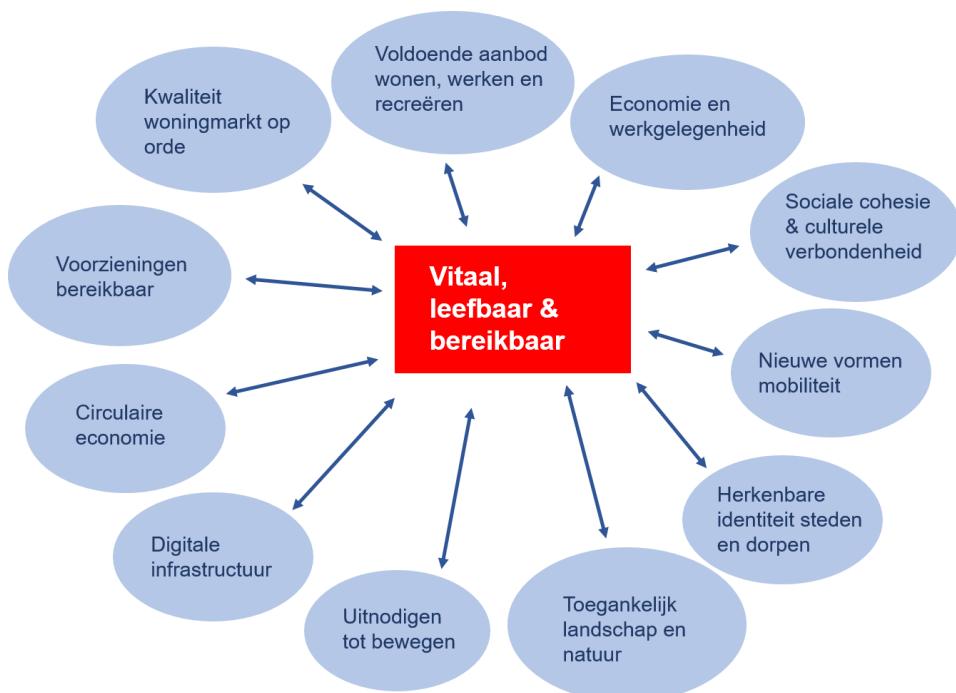 Voldoende aanbod
wonen, werken en
recreëren
Kwaliteit
woningmarkt op
orde
Economie en
werkgelegenheid
Sociale cohesie
& culturele
verbondenheid
Voorzieningen
bereikbaar
Vitaal,
leefbaar &
bereikbaar
Nieuwe vormen
mobiliteit
Circulaire
economie
Herkenbare
identiteit steden
en dorpen
Digitale
infrastructuur
Uitnodigen
tot bewegen
Toegankelijk
landschap en
natuur